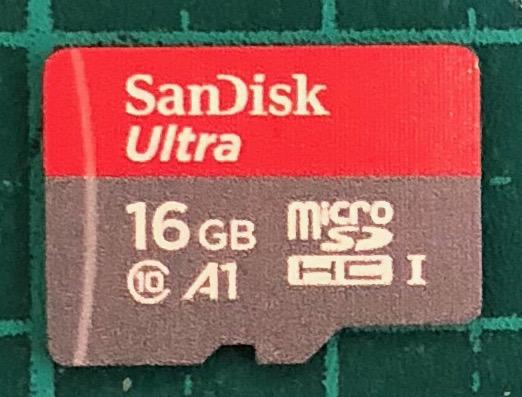 SanDisk
Ultra
16 GB
micro
SD
HC I
10 A1